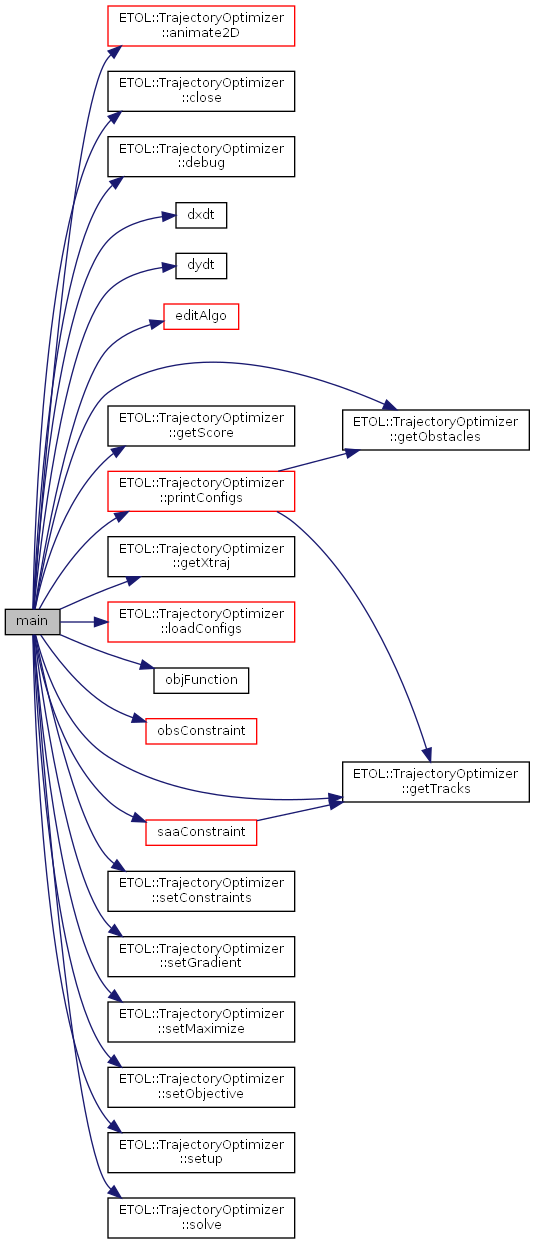 ETOL::TrajectoryOptimizer
::animate2D
ETOL::TrajectoryOptimizer
::close
ETOL::TrajectoryOptimizer
::debug
dxdt
dydt
editAlgo
ETOL::TrajectoryOptimizer
::getScore
ETOL::TrajectoryOptimizer
::getObstacles
ETOL::TrajectoryOptimizer
::printConfigs
ETOL::TrajectoryOptimizer
::getXtraj
main
ETOL::TrajectoryOptimizer
::loadConfigs
objFunction
obsConstraint
ETOL::TrajectoryOptimizer
::getTracks
saaConstraint
ETOL::TrajectoryOptimizer
::setConstraints
ETOL::TrajectoryOptimizer
::setGradient
ETOL::TrajectoryOptimizer
::setMaximize
ETOL::TrajectoryOptimizer
::setObjective
ETOL::TrajectoryOptimizer
::setup
ETOL::TrajectoryOptimizer
::solve